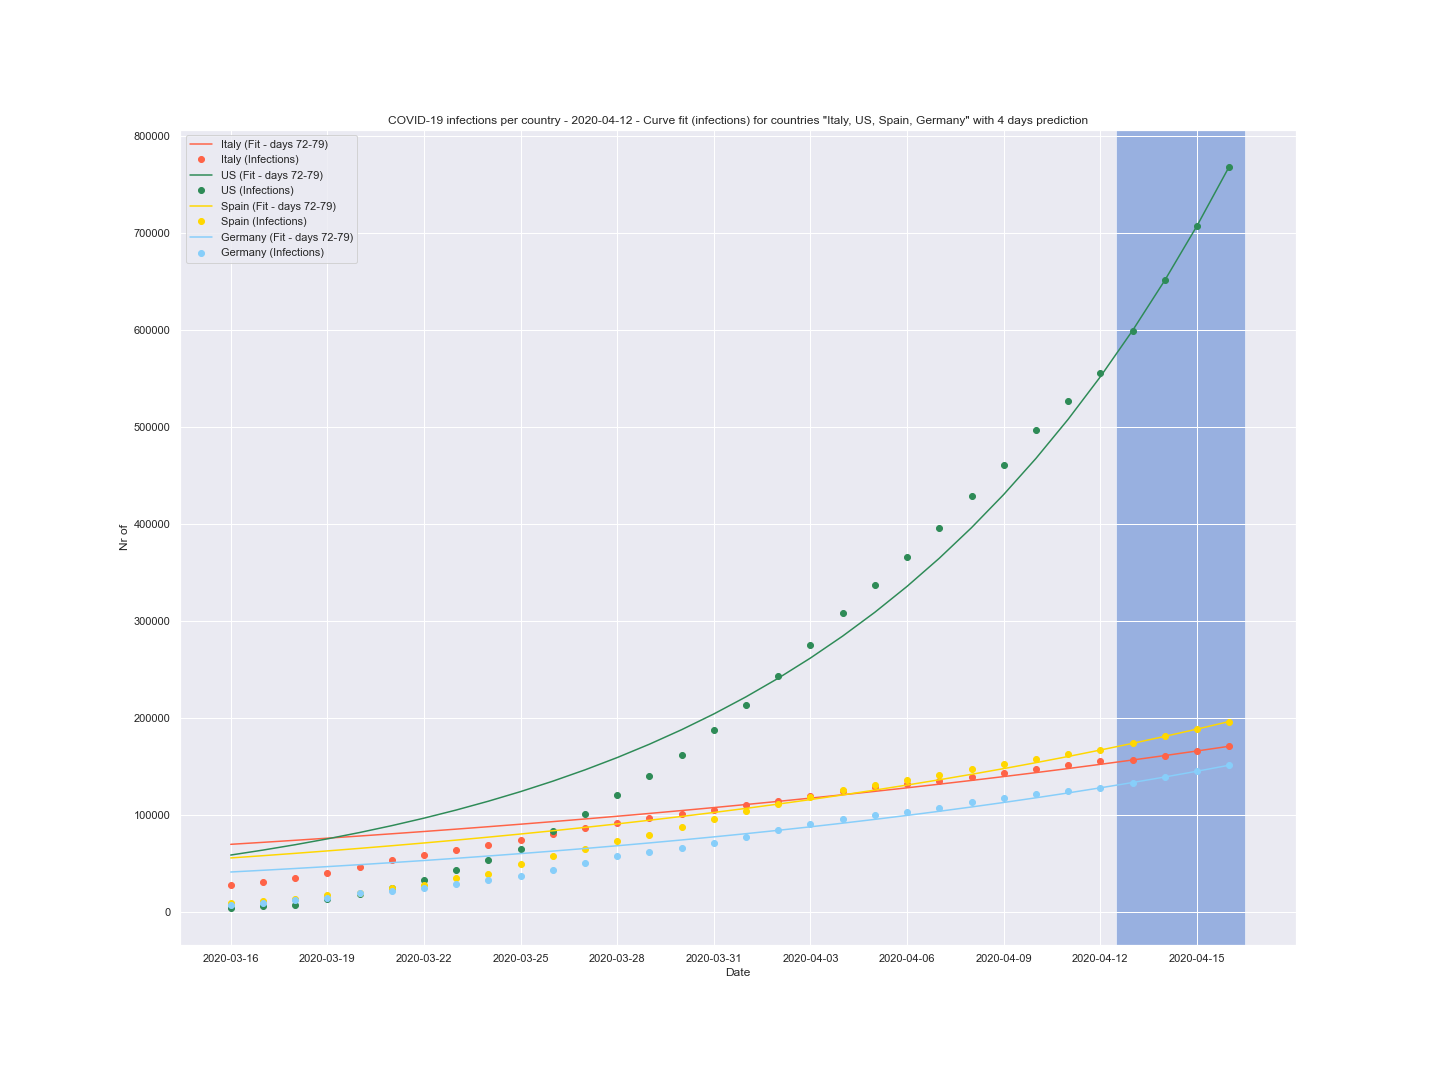 COVID-19 infections per country - 2020-04-12 - Curve fit (infections) for countries "Italy, US, Spain, Germany" with 4 days prediction
800000
700000
600000
500000
400000
300000
200000
100000
0
Nr of
Italy (Fit - days 72-79)
Italy (Infections)
US (Fit - days 72-79)
US (Infections)
Spain (Fit - days 72-79)
Spain (Infections)
Germany (Fit - days 72-79)
Germany (Infections)
2020-03-16 2020-03-19 2020-03-22 2020-03-25 2020-03-28 2020-03-31 2020-04-03 2020-04-06 2020-04-09 2020-04-12 2020-04-15
Date